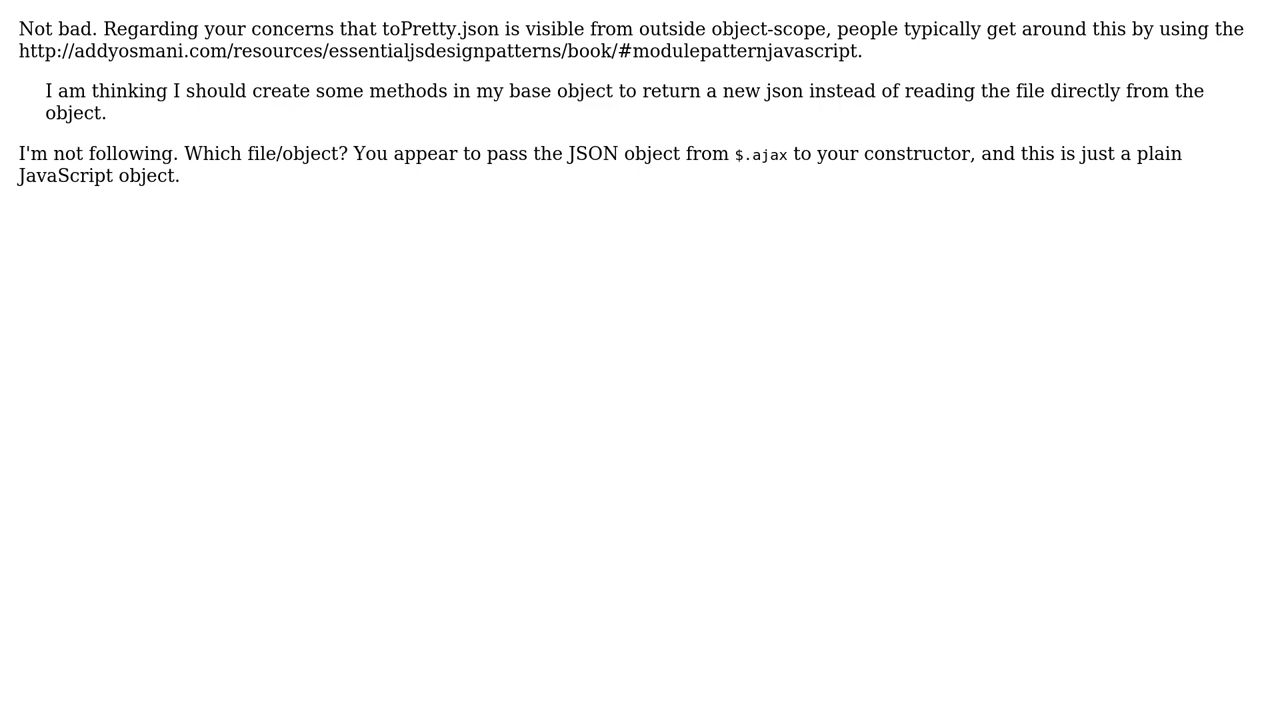 Not bad. Regarding your concerns that toPretty.json is visible from outside object-scope, people typically get around this by using the
http://addyosmani.com/resources/essentialjsdesignpatterns/book/#modulepatternjavascript.
I am thinking I should create some methods in my base object to return a new json instead of reading the file directly from the
object.
I'm not following. Which file/object? You appear to pass the JSON object from $.ajax to your constructor, and this is just a plain
JavaScript object.